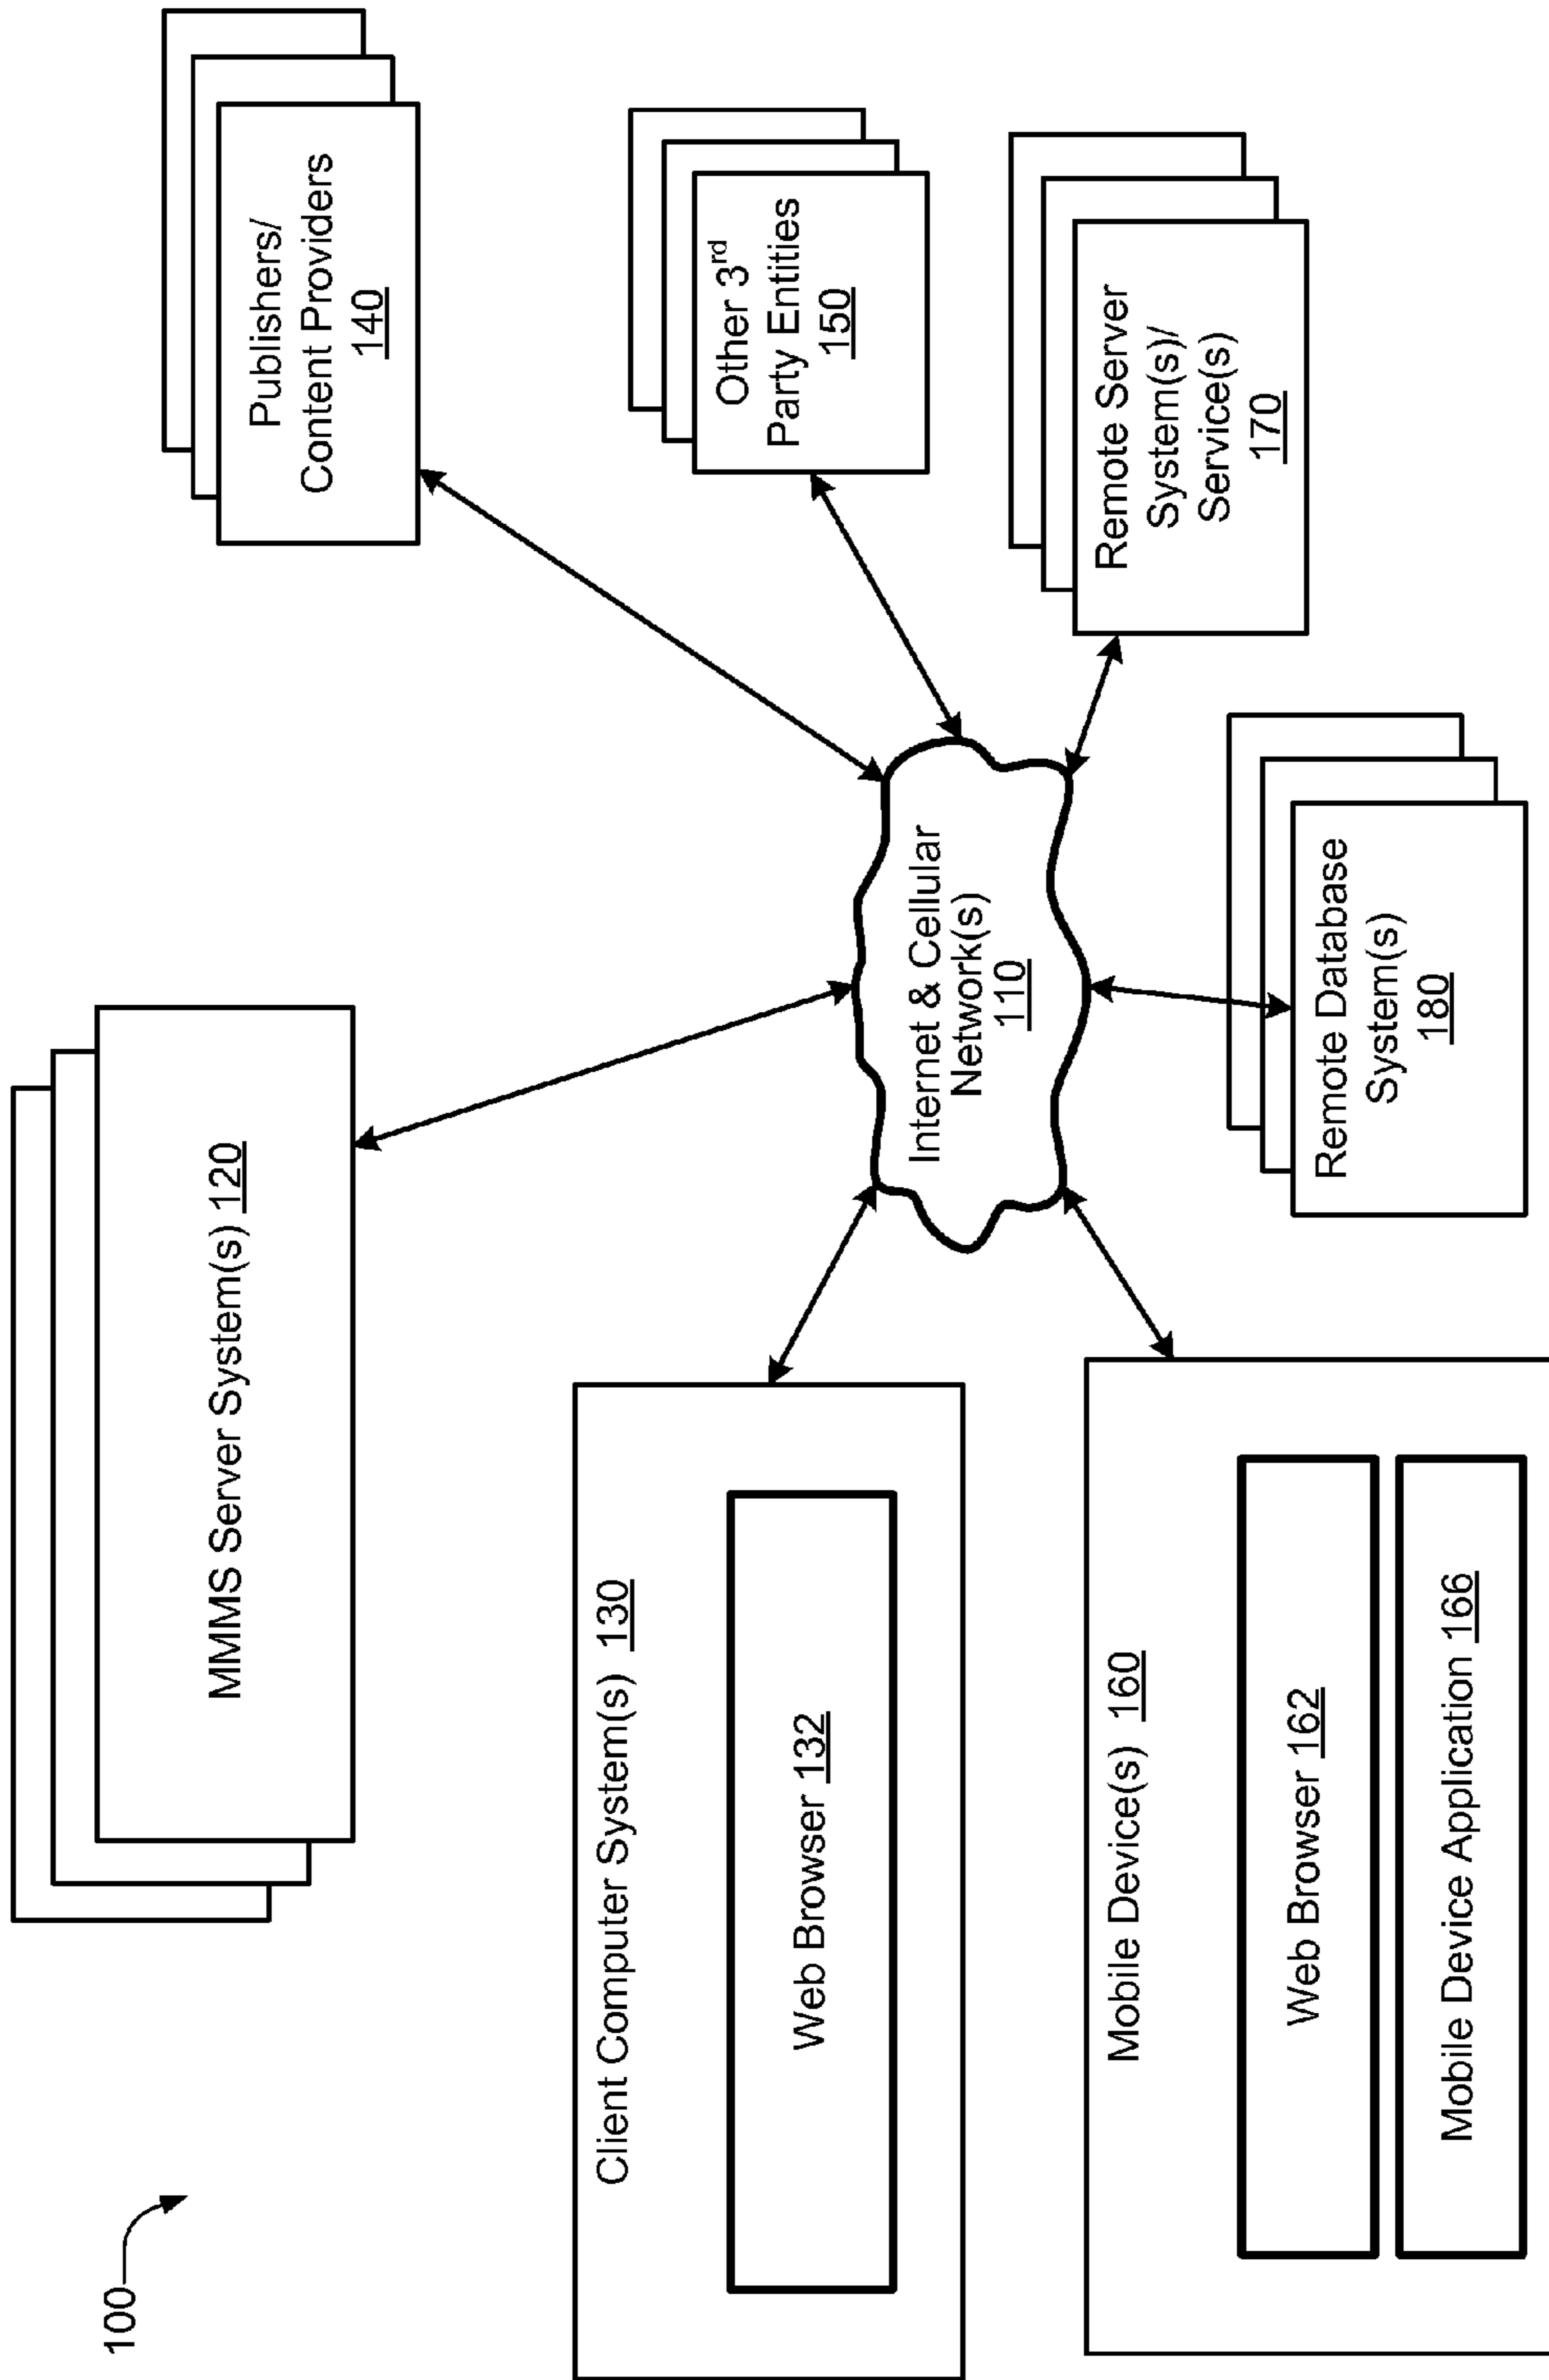 100
MMMS Server System(s) 120
Publishers/
Content Providers
140
Client Computer System(s) 130
Web Browser 132
Internet & Cellular
Network(s)
110
Other 3rd
Party Entities
150
Mobile Device(s) 160
Web Browser 162
Mobile Device Application 166
Remote Database
System(s)
180
Remote Server
System(s)/
Service(s)
170